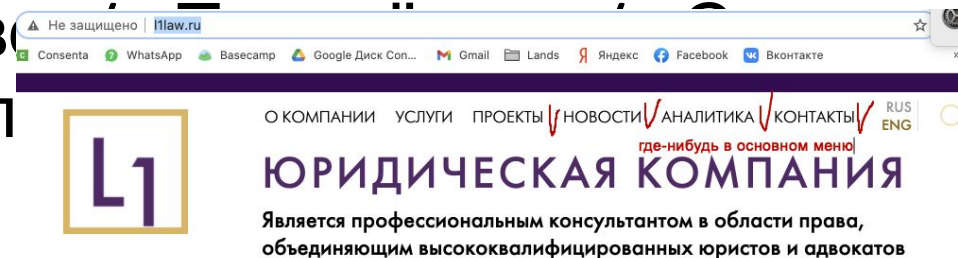 Не защищено | l1law.ru
Consenta WhatsApp Basecamp Google Диск Con... Gmail Lands Яндекс Facebook Вконтакте
О КОМПАНИИ УСЛУГИ ПРОЕКТЫ НОВОСТИ АНАЛИТИКА КОНТАКТЫ RUS
ENG
где-нибудь в основном меню
L1
ЮРИДИЧЕСКАЯ КОМПАНИЯ
Является профессиональным консультантом в области права,
объединяющим высококвалифицированных юристов и адвокатов